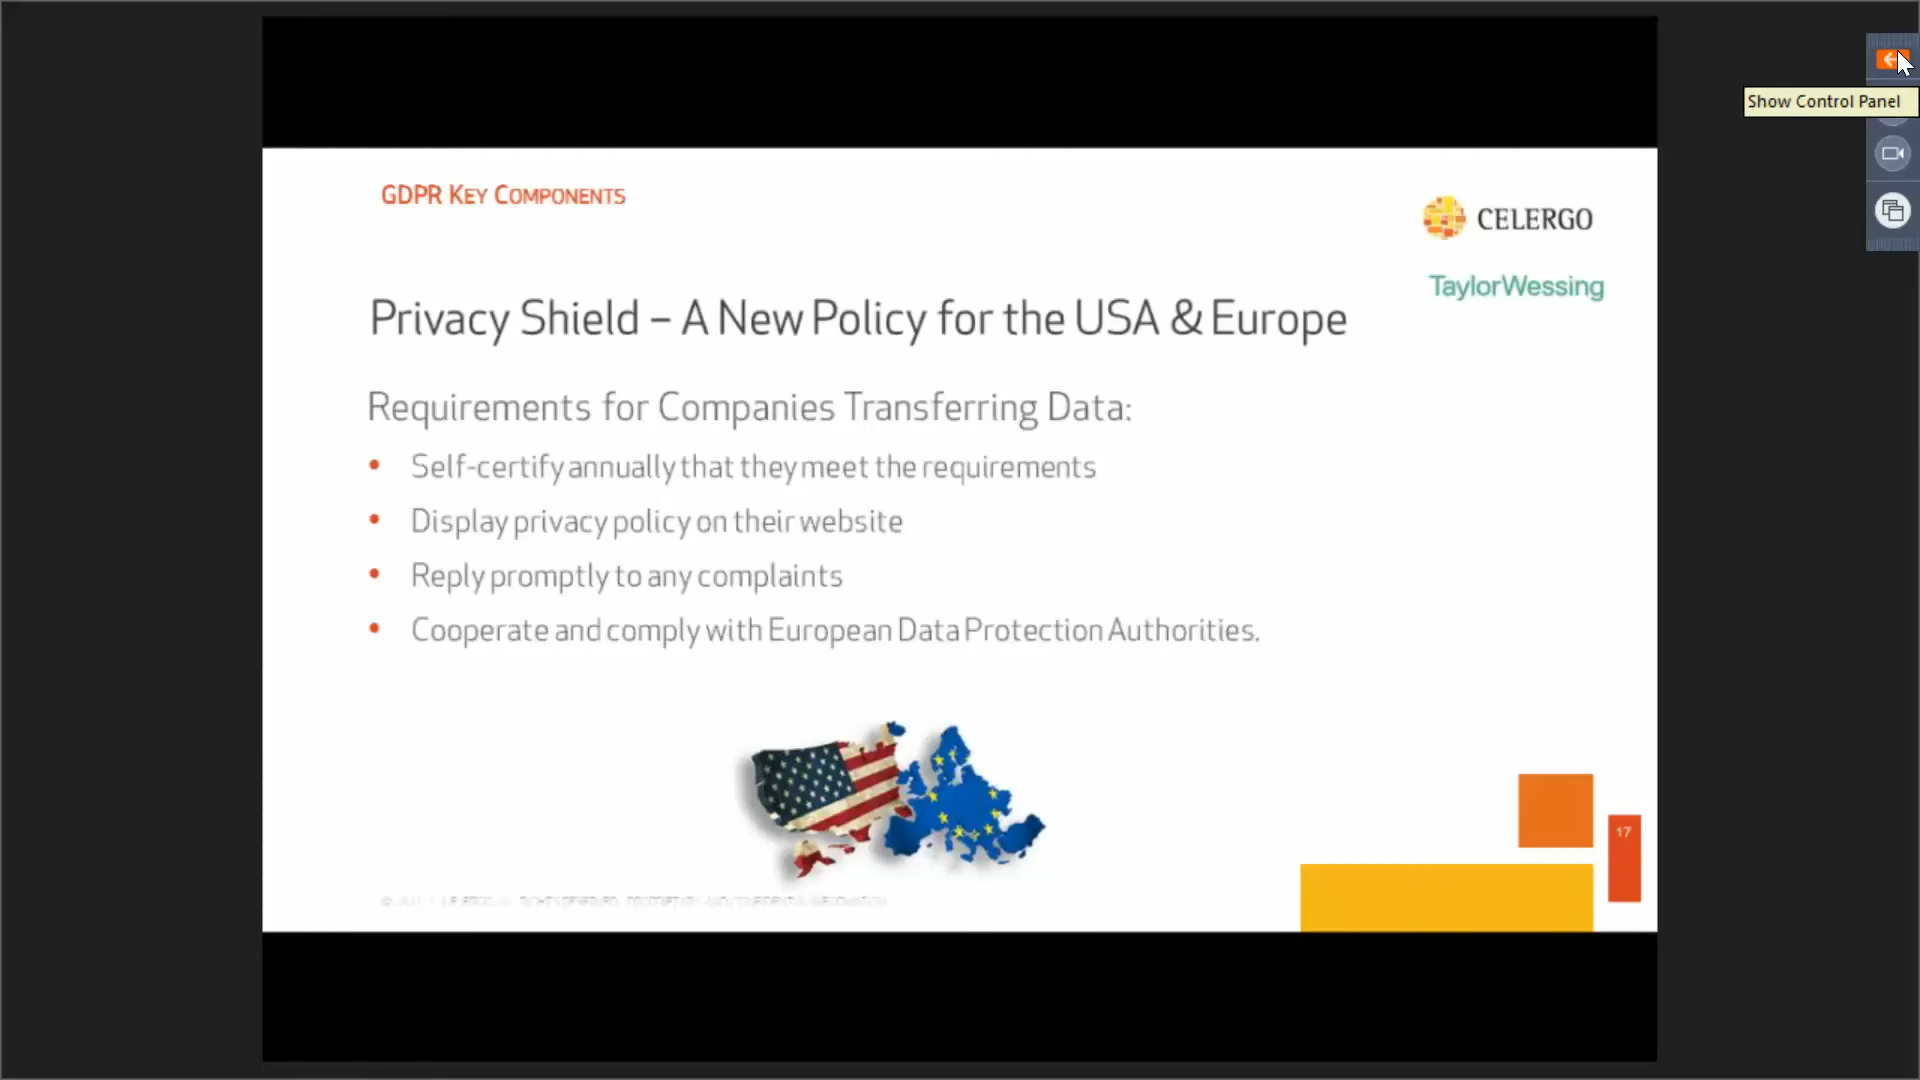 GDPR KEY COMPONENTS
CELERGO
TaylorWessing
Privacy Shield – A New Policy for the USA & Europe
Requirements for Companies Transferring Data:
• Self-certify annually that they meet the requirements
• Display privacy policy on their website
• Reply promptly to any complaints
• Cooperate and comply with European Data Protection Authorities.
17
Show Control Panel